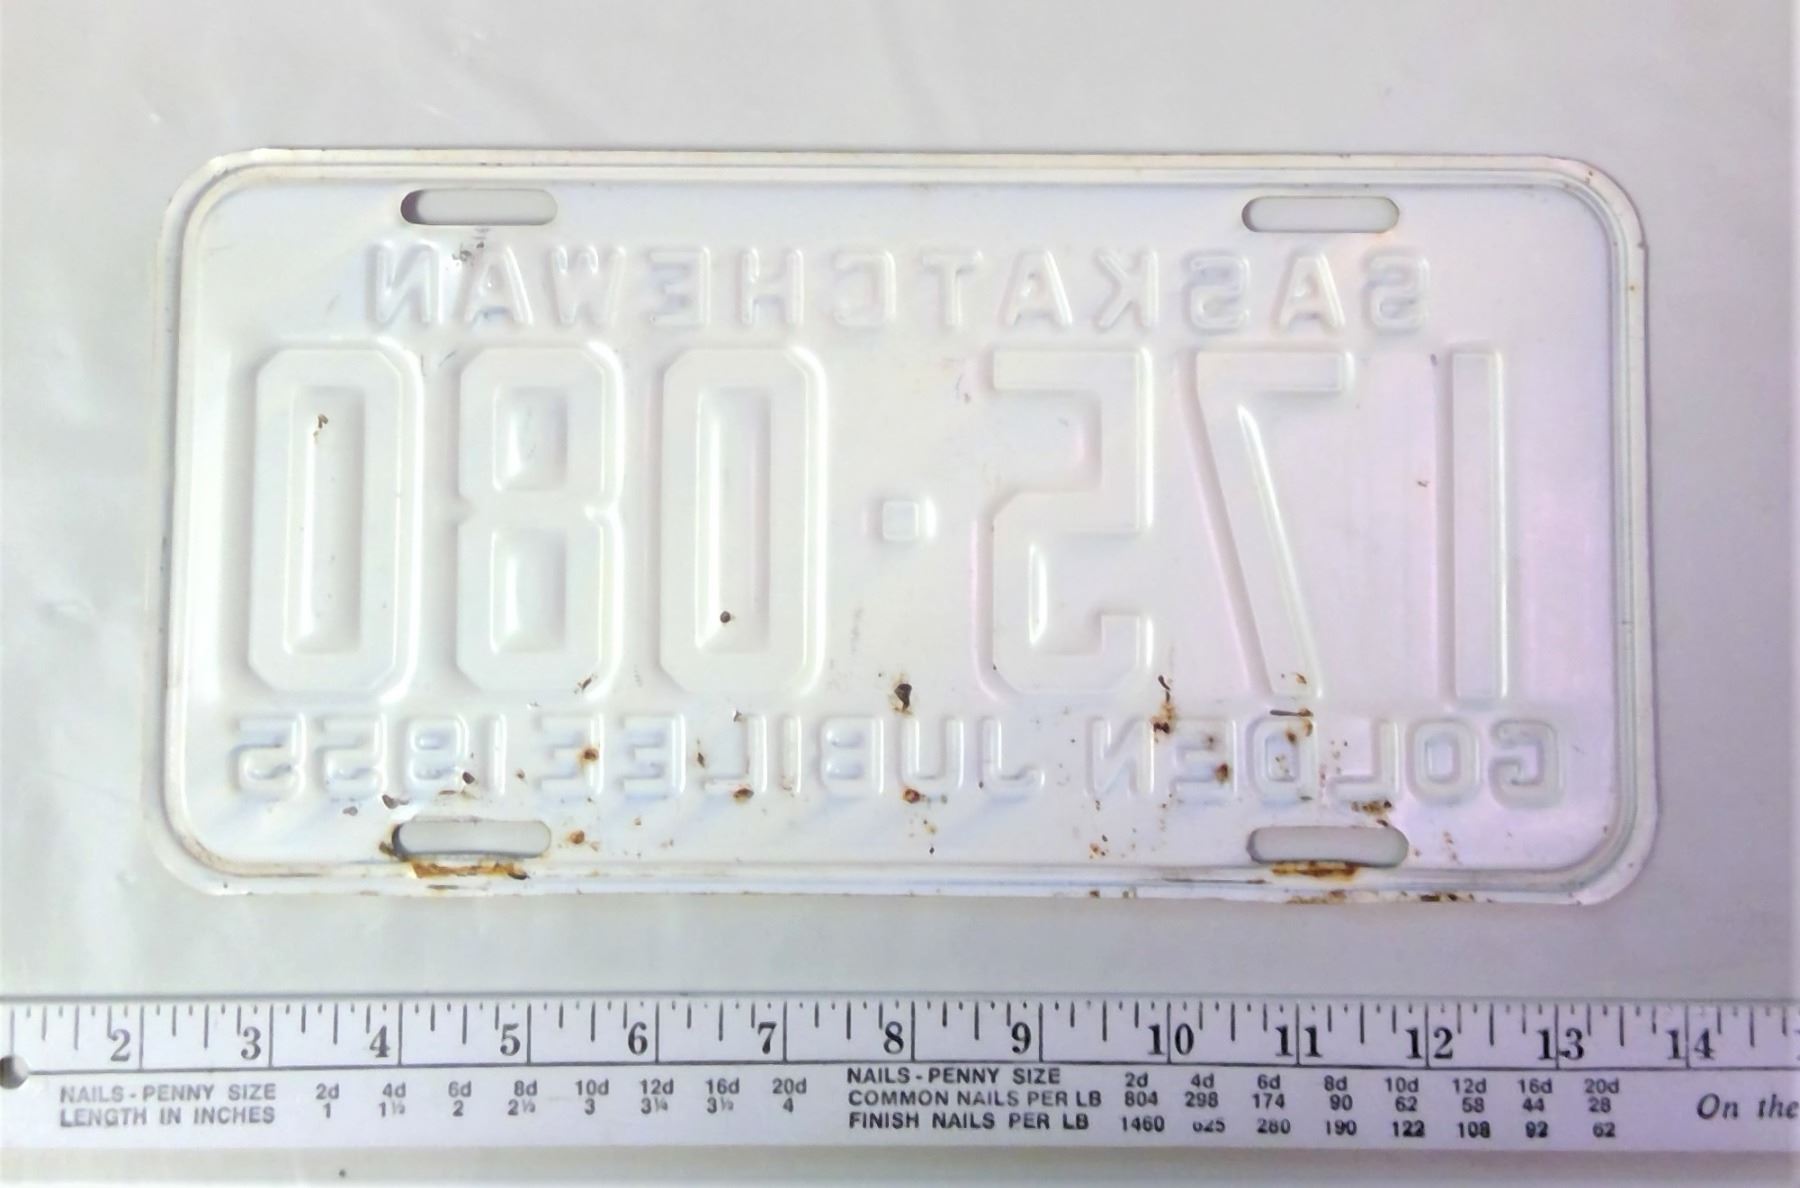 SASKATCHEWAN
175·080
GOLDEN JUBILEE 1955
2 3 4 5 6 7 8 9 10 11 12 13 14
NAILS - PENNY SIZE 2d 4d 6d 8d 10d 12d 16d 20d
LENGTH IN INCHES 1 1½ 2 2½ 3 3¼ 3½ 4
NAILS - PENNY SIZE 2d 4d 6d 8d 10d 12d 16d 20d
COMMON NAILS PER LB 804 298 174 90 62 58 44 28
FINISH NAILS PER LB 1460 625 280 190 122 108 92 62
On the